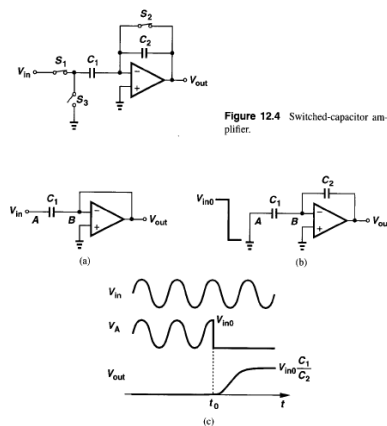 S2
C2
S1
C1
Vin
Vout
S3
Figure 12.4 Switched-capacitor am-
plifier.
Vin
C1
A
B
Vout
(a)
Vin0
C2
C1
A
B
Vou
(b)
Vin
VA
Vin0
Vout
Vin0 C1
C2
t0
t
(c)